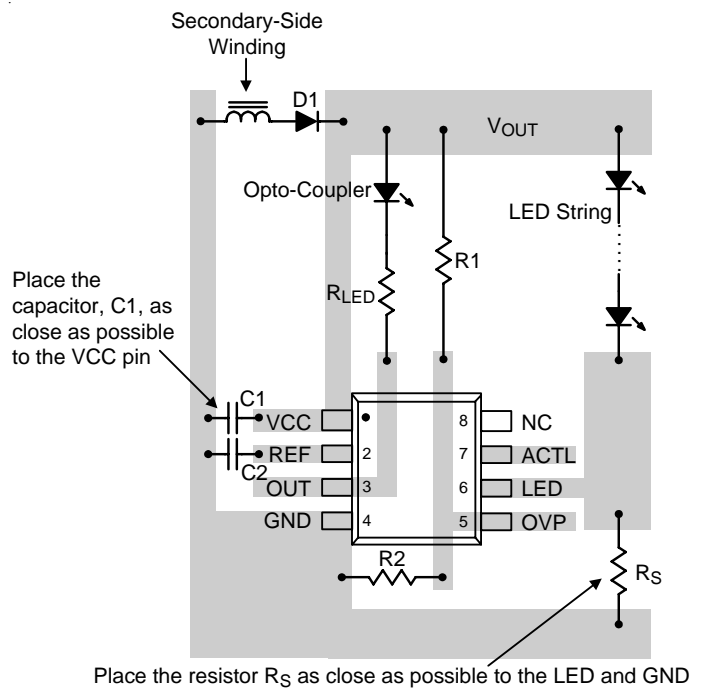 Secondary-Side
Winding
D1
VOUT
Opto-Coupler
LED String
R1
RLED
Place the
capacitor, C1, as
close as possible
to the VCC pin
C1
VCC
8
NC
REF
2
7
ACTL
C2
OUT
3
6
LED
GND
4
5
OVP
R2
RS
Place the resistor RS as close as possible to the LED and GND